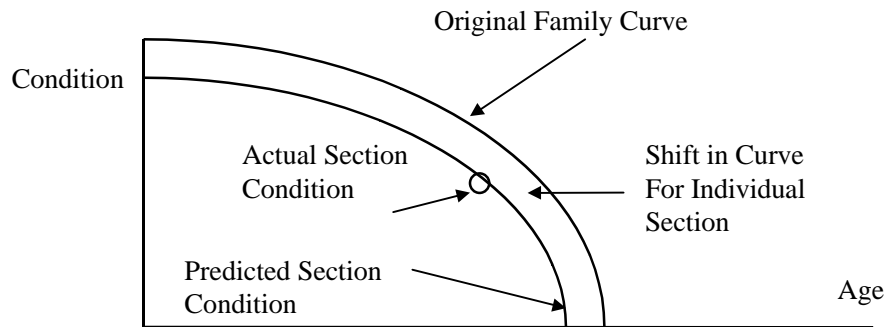 Original Family Curve
Condition
Actual Section
Condition
Shift in Curve
For Individual
Section
Predicted Section
Condition
Age